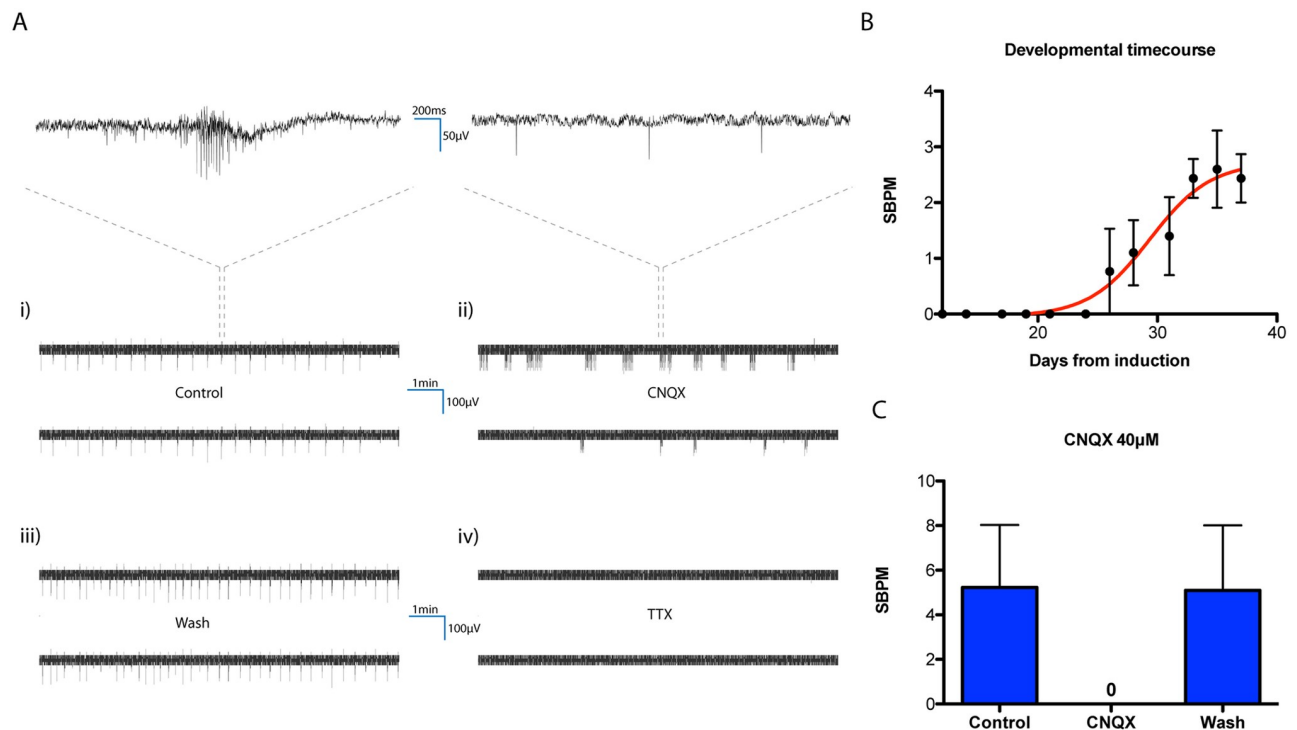 A
200ms
50µV
i)
Control
1min
100µV
ii)
CNQX
iii)
Wash
1min
100µV
iv)
TTX
B
Developmental timecourse
SBPM
4
3
2
1
0
20
30
40
Days from induction
C
CNQX 40µM
SBPM
10
8
6
4
2
0
0
Control
CNQX
Wash